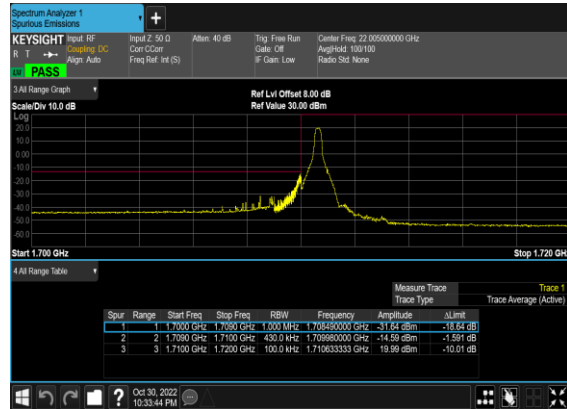 Spectrum Analyzer 1
Spurious Emissions
+
KEYSIGHT Input: RF Input Z: 50 Ω Atten: 40 dB Trig: Free Run Center Freq: 22.005000000 GHz
R T Coupling: DC Corr CCorr Gate: Off Avg|Hold: 100/100
Align: Auto Freq Ref: Int (S) IF Gain: Low Radio Std: None
PASS
3 All Range Graph
Ref Lvl Offset 8.00 dB
Scale/Div 10.0 dB Ref Value 30.00 dBm
Log
20.0
10.0
0.00
-10.0
-20.0
-30.0
-40.0
-50.0
-60.0
Start 1.700 GHz Stop 1.720 GH
4 All Range Table
Measure Trace Trace 1
Trace Type Trace Average (Active)
Spur Range Start Freq Stop Freq RBW Frequency Amplitude ΔLimit
1 1 1.7000 GHz 1.7090 GHz 1.000 MHz 1.708490000 GHz -31.64 dBm -18.64 dB
2 2 1.7090 GHz 1.7100 GHz 430.0 kHz 1.709980000 GHz -14.59 dBm -1.591 dB
3 3 1.7100 GHz 1.7200 GHz 100.0 kHz 1.710633333 GHz 19.99 dBm -10.01 dB
? Oct 30, 2022
10:33:44 PM